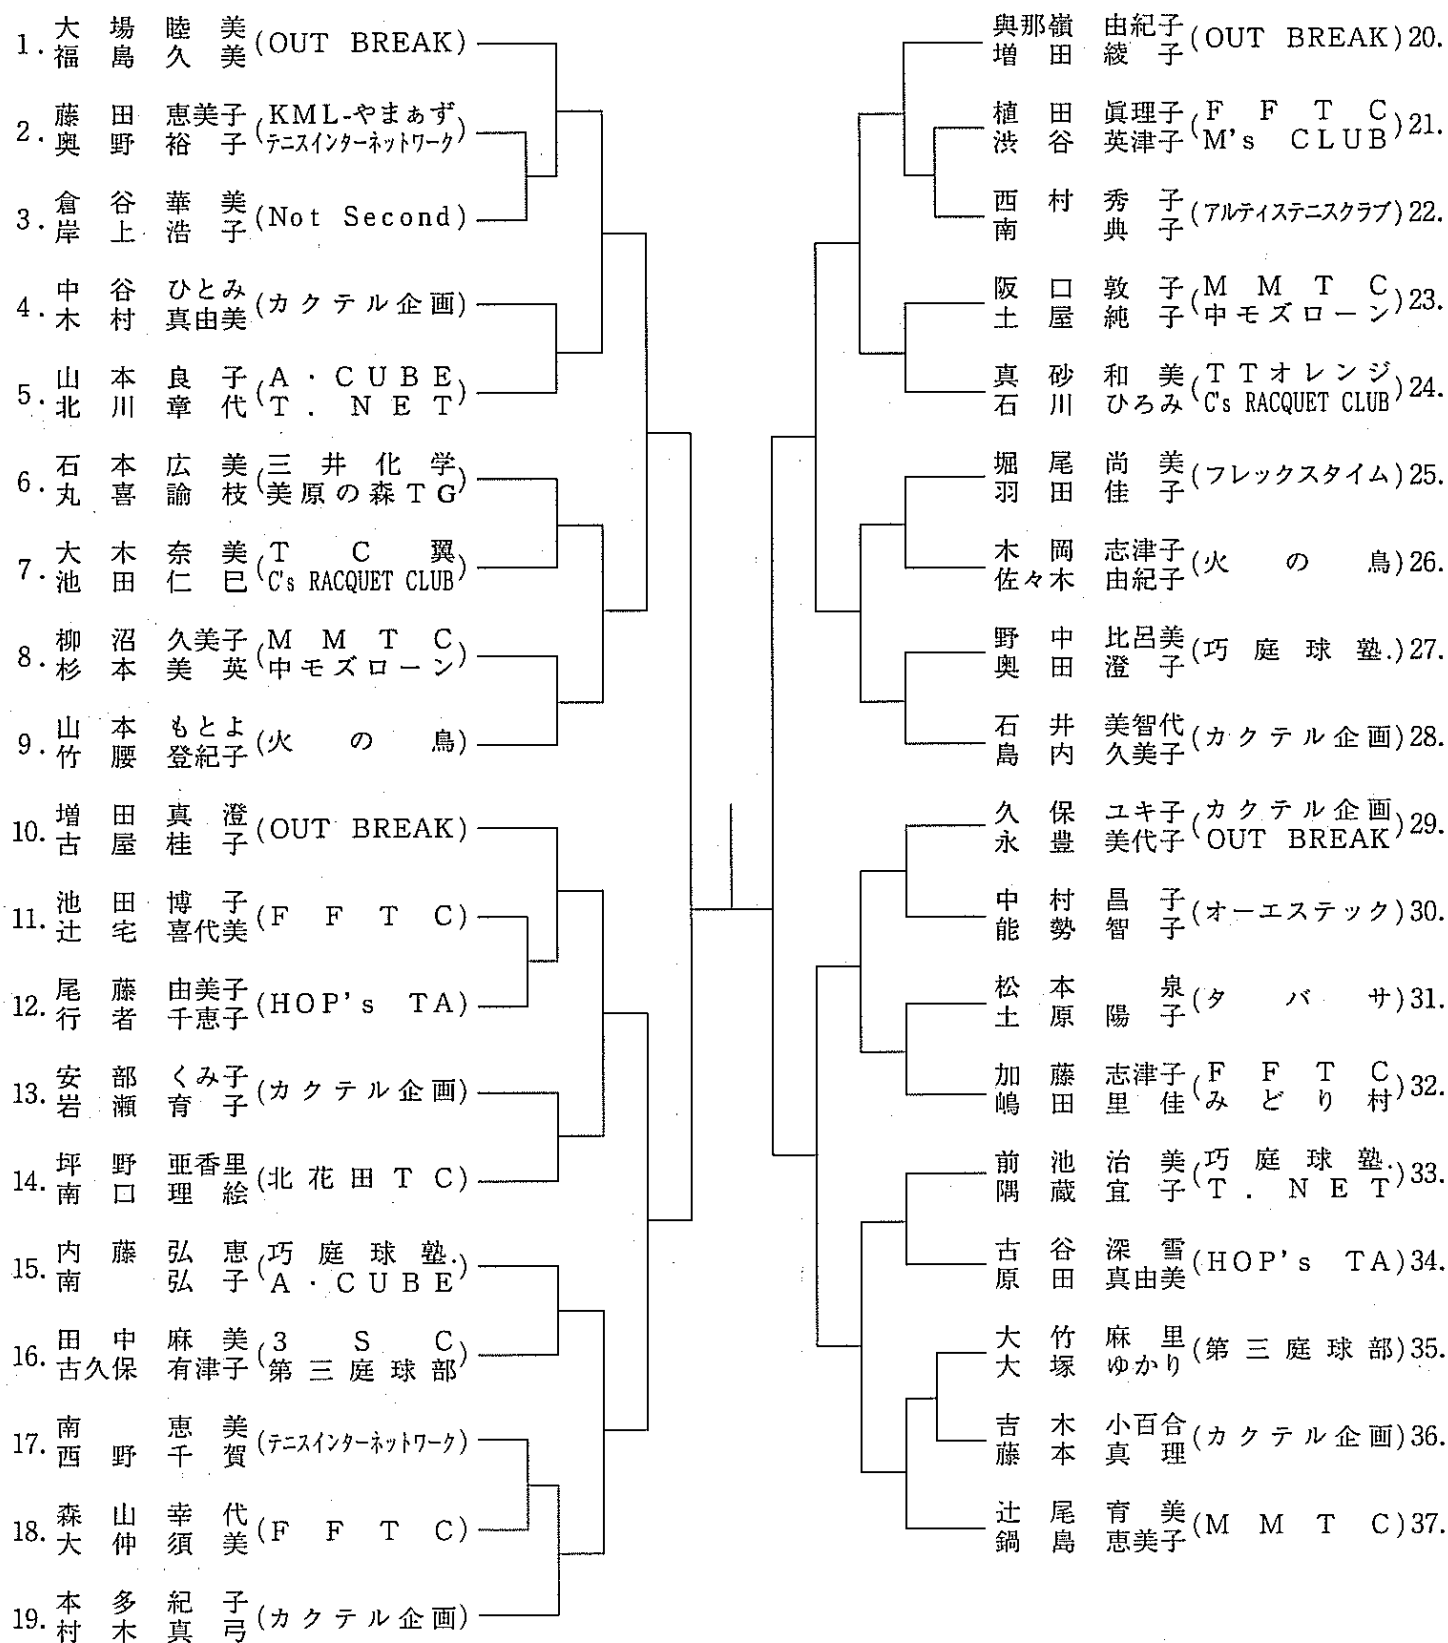 1. 大場睦美 (OUT BREAK)
福島久美
2. 藤田恵美子 (KML-やまぁず
奥野裕子 テニスインターネットワーク)
3. 倉谷華美 (Not Second)
岸上浩子
4. 中谷ひとみ (カクテル企画)
木村真由美
5. 山本良子 (A・CUBE
北川章代 T．NET)
6. 石本広美 (三井化学
丸喜諭枝 美原の森TG)
7. 大木奈美 (TC翼
池田仁巳 C's RACQUET CLUB)
8. 柳沼久美子 (MMTC
杉本美英 中モズローン)
9. 山本もとよ (火の鳥)
竹腰登紀子
10. 増田真澄 (OUT BREAK)
古屋桂子
11. 池田博子 (FFTC)
辻宅喜代美
12. 尾藤由美子 (HOP's TA)
行者千恵子
13. 安部くみ子 (カクテル企画)
岩瀬育子
14. 坪野亜香里 (北花田TC)
南口理絵
15. 内藤弘恵 (巧庭球塾.
南弘子 A・CUBE)
16. 田中麻美 (3SC
古久保有津子 第三庭球部)
17. 南恵美 (テニスインターネットワーク)
西野千賀
18. 森山幸代 (FFTC)
大仲須美
19. 本多紀子 (カクテル企画)
村木真弓
與那嶺由紀子 (OUT BREAK) 20.
増田綾子
植田眞理子 (FFTC
渋谷英津子 M's CLUB) 21.
西村秀子 (アルティステニスクラブ) 22.
南典子
阪口敦子 (MMTC
土屋純子 中モズローン) 23.
真砂和美 (TTオレンジ
石川ひろみ C's RACQUET CLUB) 24.
堀尾尚美 (フレックスタイム) 25.
羽田佳子
木岡志津子 (火の鳥) 26.
佐々木由紀子
野中比呂美 (巧庭球塾.) 27.
奥田澄子
石井美智代 (カクテル企画) 28.
島内久美子
久保ユキ子 (カクテル企画
永豊美代子 OUT BREAK) 29.
中村昌子 (オーエステック) 30.
能勢智子
松本泉 (タバサ) 31.
土原陽子
加藤志津子 (FFTC
嶋田里佳 みどり村) 32.
前池治美 (巧庭球塾.
隅蔵宜子 T．NET) 33.
古谷深雪 (HOP's TA) 34.
原田真由美
大竹麻里 (第三庭球部) 35.
大塚ゆかり
吉木小百合 (カクテル企画) 36.
藤本真理
辻尾育美 (MMTC) 37.
鍋島恵美子